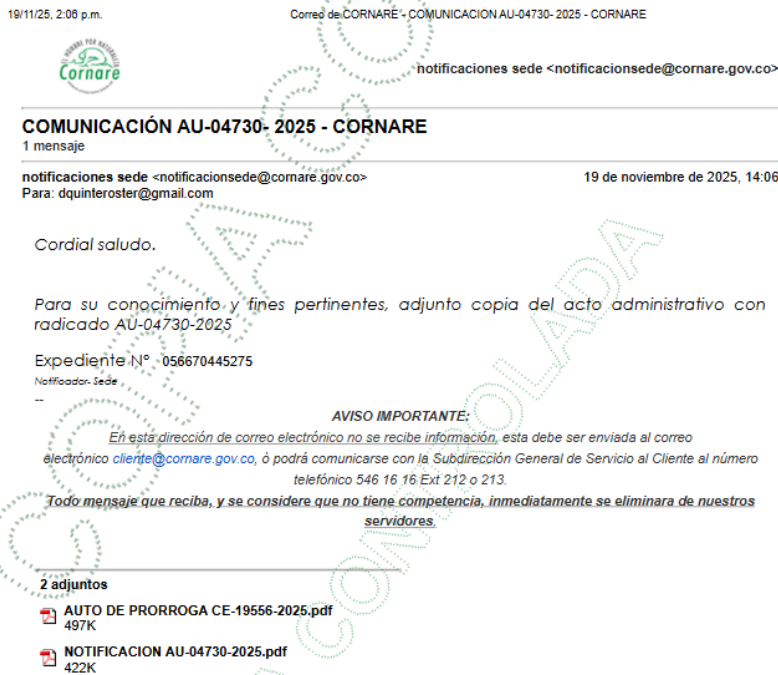 19/11/25, 2:06 p.m.
Correo de CORNARE - COMUNICACION AU-04730- 2025 - CORNARE
EL HOMBRE POR NATURALEZA
Cornare
notificaciones sede <notificacionsede@cornare.gov.co>
COMUNICACIÓN AU-04730- 2025 - CORNARE
1 mensaje
notificaciones sede <notificacionsede@cornare.gov.co>
19 de noviembre de 2025, 14:06
Para: dquinteroster@gmail.com
Cordial saludo.
Para su conocimiento y fines pertinentes, adjunto copia del acto administrativo con
radicado AU-04730-2025
Expediente N° 056670445275
Notificador- Sede
--
AVISO IMPORTANTE:
En esta dirección de correo electrónico no se recibe información, esta debe ser enviada al correo
electrónico cliente@cornare.gov.co, ò podrá comunicarse con la Subdirección General de Servicio al Cliente al número
telefónico 546 16 16 Ext 212 o 213.
Todo mensaje que reciba, y se considere que no tiene competencia, inmediatamente se eliminara de nuestros
servidores.
2 adjuntos
AUTO DE PRORROGA CE-19556-2025.pdf
497K
NOTIFICACION AU-04730-2025.pdf
422K
COPIA CO
CONTROLADA